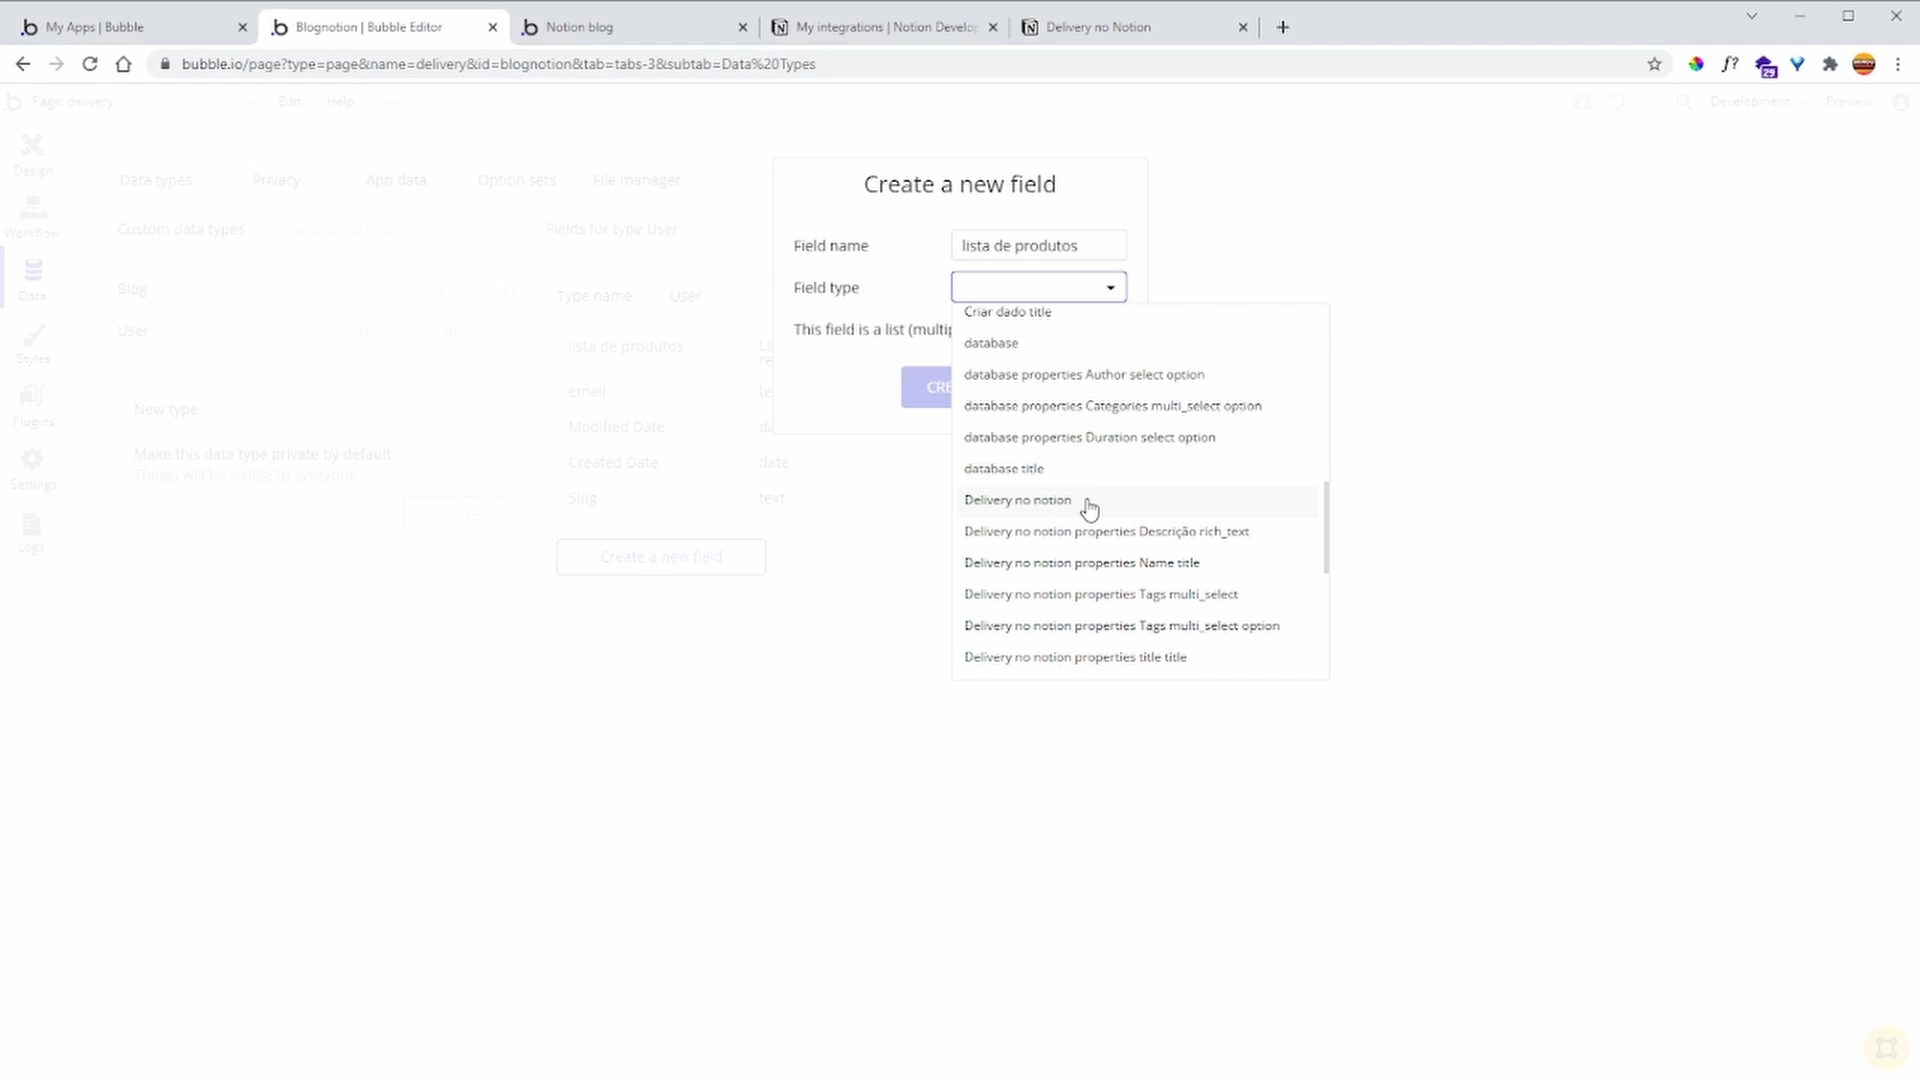 My Apps | Bubble
Blognotion | Bubble Editor
Notion blog
My integrations | Notion Develop
Delivery no Notion
bubble.io/page?type=page&name=delivery&id=blognotion&tab=tabs-3&subtab=Data%20Types
f?
29
Page: delivery
Edit
Help
Development
Preview
Design
Workflow
Data
Styles
Plugins
Settings
Logs
Data types
Privacy
App data
Option sets
File manager
Custom data types
Blog
User
New type
Make this data type private by default
Things will be visible to everyone
Fields for type User
Type name
User
lista de produtos
email
Modified Date
Created Date
date
Slug
text
Create a new field
Create a new field
Field name
lista de produtos
Field type
This field is a list (multip
CRE
Criar dado title
database
database properties Author select option
database properties Categories multi_select option
database properties Duration select option
database title
Delivery no notion
Delivery no notion properties Descrição rich_text
Delivery no notion properties Name title
Delivery no notion properties Tags multi_select
Delivery no notion properties Tags multi_select option
Delivery no notion properties title title